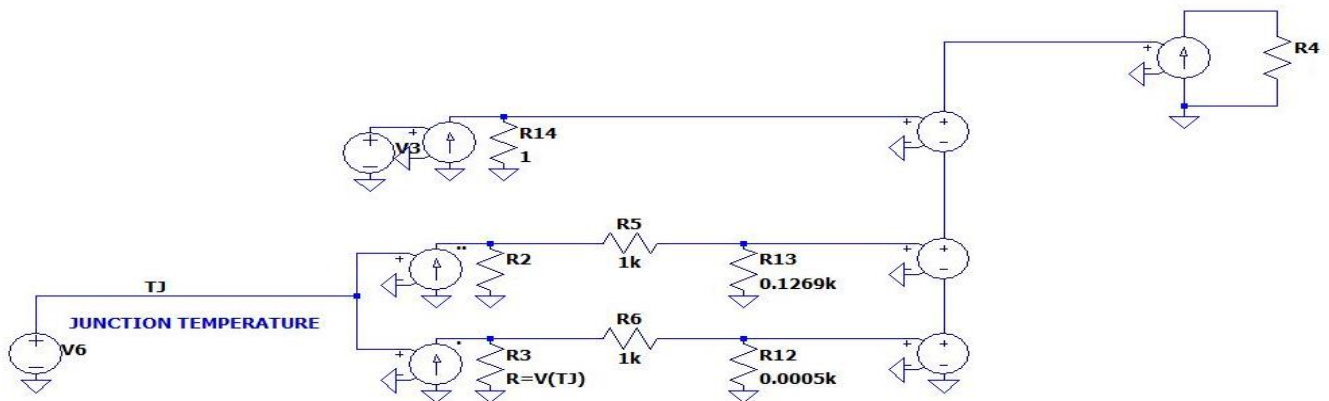 R4
V3
R14
1
R5
1k
R2
R13
0.1269k
TJ
JUNCTION TEMPERATURE
V6
R6
1k
R3
R=V(TJ)
R12
0.0005k